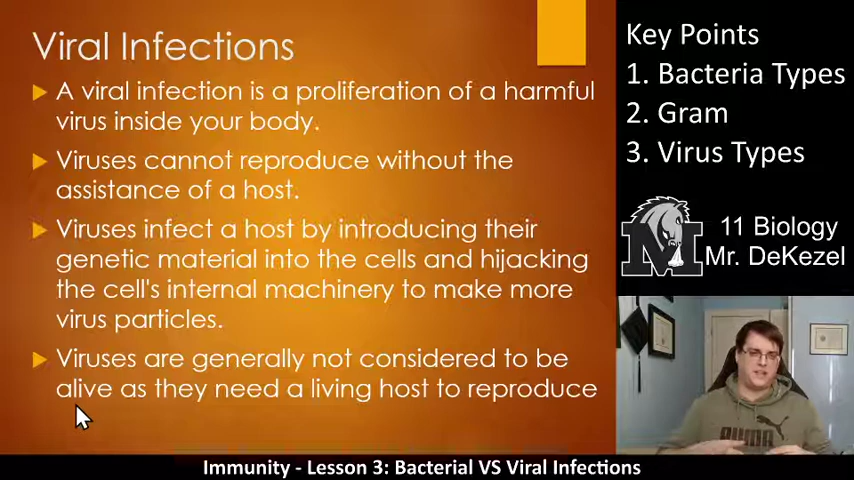 Viral Infections
A viral infection is a proliferation of a harmful
virus inside your body.
Viruses cannot reproduce without the
assistance of a host.
Viruses infect a host by introducing their
genetic material into the cells and hijacking
the cell's internal machinery to make more
virus particles.
Viruses are generally not considered to be
alive as they need a living host to reproduce
Key Points
1. Bacteria Types
2. Gram
3. Virus Types
M
11 Biology
Mr. DeKezel
PUMA
Immunity - Lesson 3: Bacterial VS Viral Infections